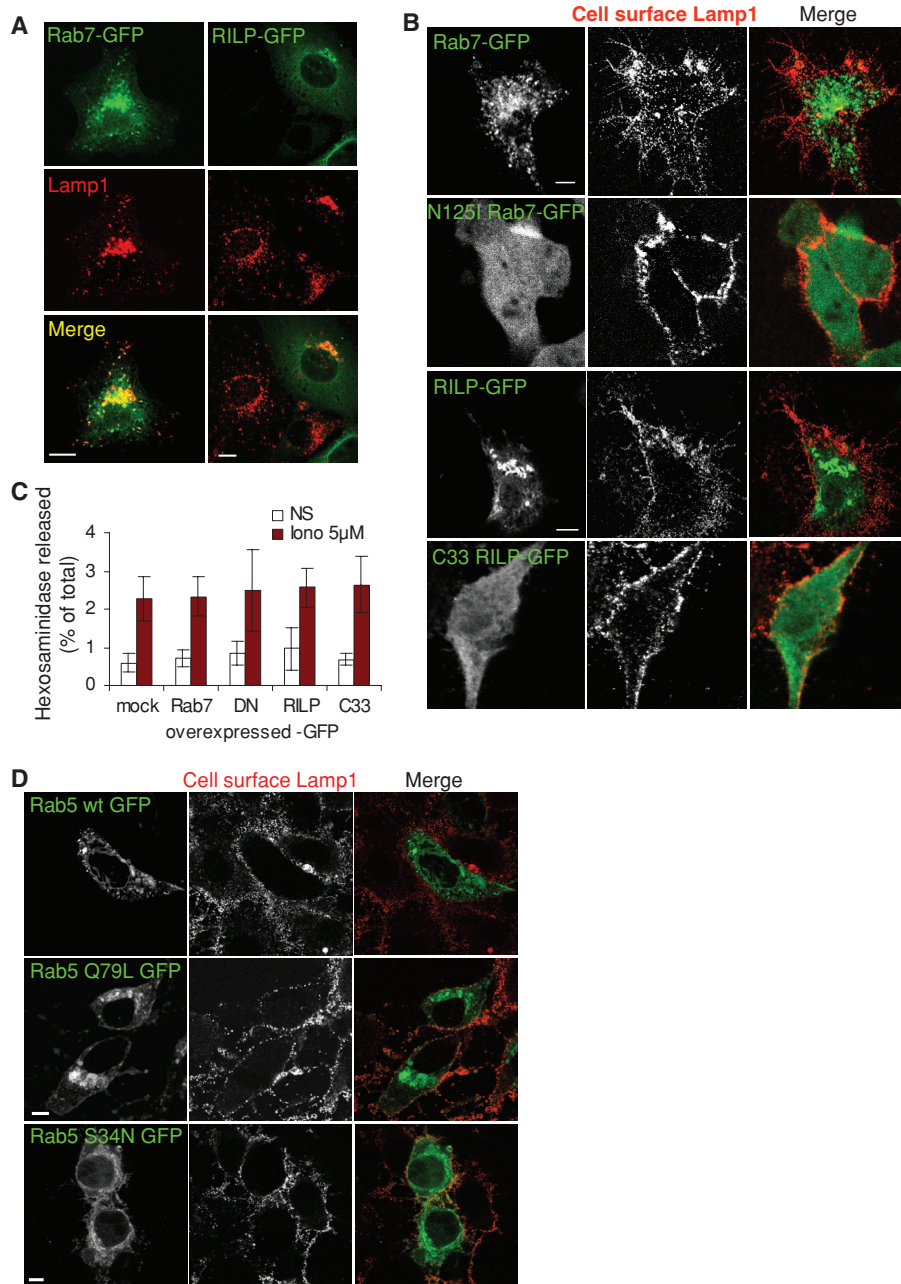 A
Rab7-GFP
RILP-GFP
Lamp1
Merge
B
Cell surface Lamp1
Merge
Rab7-GFP
N125I Rab7-GFP
RILP-GFP
C33 RILP-GFP
C
NS
Iono 5µM
Hexosaminidase released
(% of total)
4
3
2
1
0
mock Rab7 DN RILP C33
overexpressed -GFP
D
Cell surface Lamp1
Merge
Rab5 wt GFP
Rab5 Q79L GFP
Rab5 S34N GFP